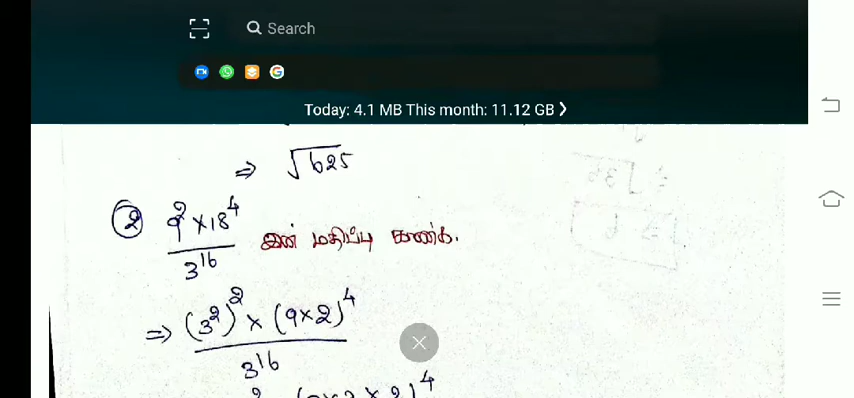 Search
Today: 4.1 MB This month: 11.12 GB
⇒ √625
② 9² × 18⁴ / 3¹⁶ இன் மதிப்பு காண்க.
⇒ (3²)² × (9×2)⁴ / 3¹⁶